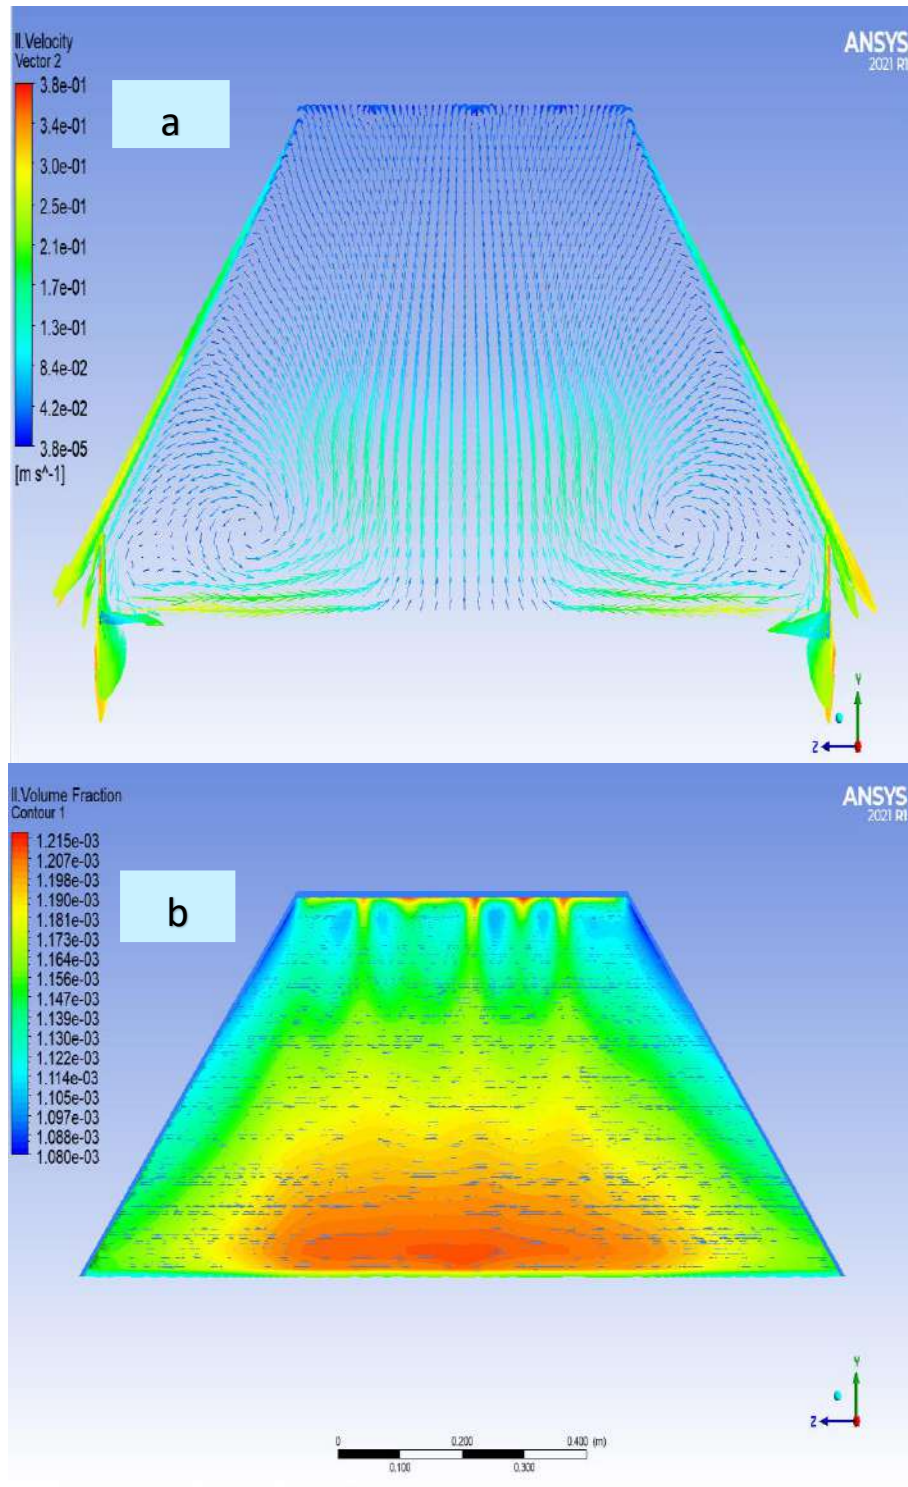 II.Velocity
Vector 2
3.8e-01
3.4e-01
3.0e-01
2.5e-01
2.1e-01
1.7e-01
1.3e-01
8.4e-02
4.2e-02
3.8e-05
[m s^-1]
a
ANSYS
2021 R1
Y
Z
II.Volume Fraction
Contour 1
1.215e-03
1.207e-03
1.198e-03
1.190e-03
1.181e-03
1.173e-03
1.164e-03
1.156e-03
1.147e-03
1.139e-03
1.130e-03
1.122e-03
1.114e-03
1.105e-03
1.097e-03
1.088e-03
1.080e-03
b
ANSYS
2021 R1
Y
Z
0 0.200 0.400 (m)
0.100 0.300